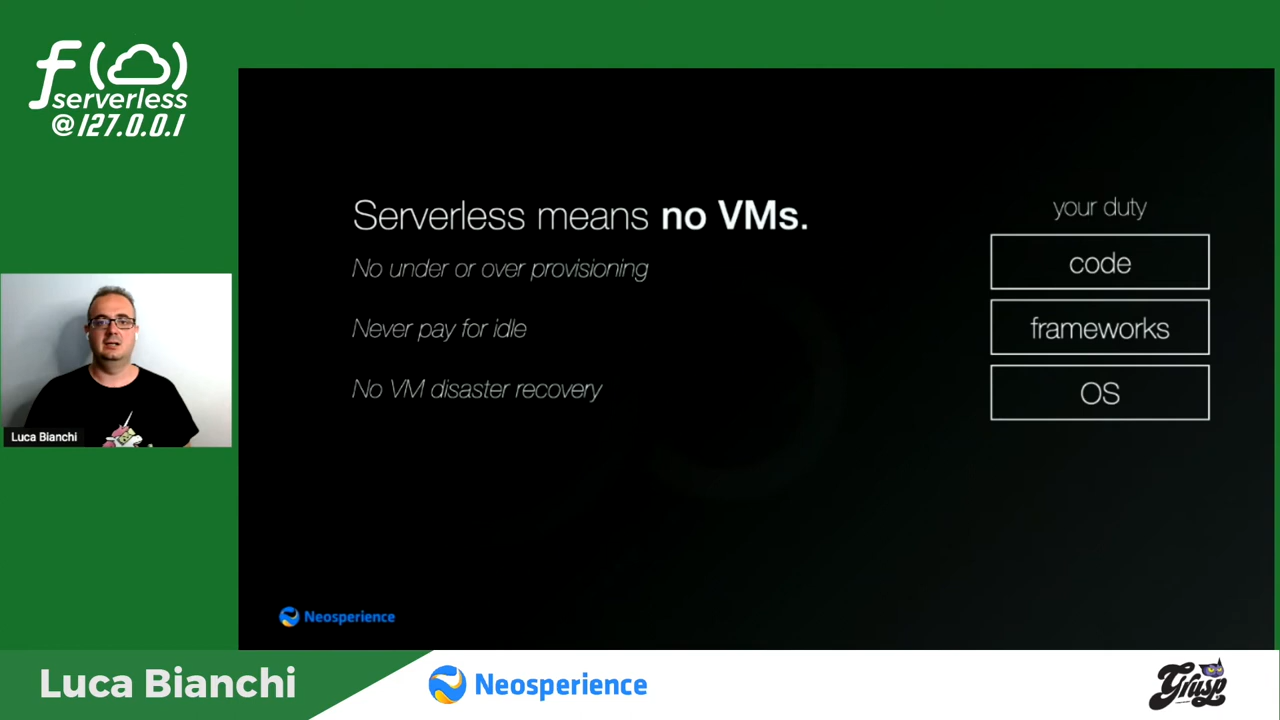 f()
serverless
@127.0.0.1
Serverless means no VMs.
No under or over provisioning
Never pay for idle
No VM disaster recovery
your duty
code
frameworks
OS
Luca Bianchi
Neosperience
Luca Bianchi
Neosperience
Grusp